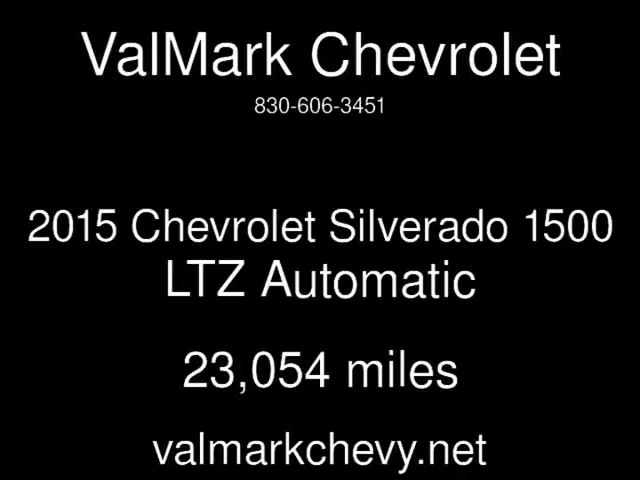 ValMark Chevrolet
830-606-3451
2015 Chevrolet Silverado 1500
LTZ Automatic
23,054 miles
valmarkchevy.net